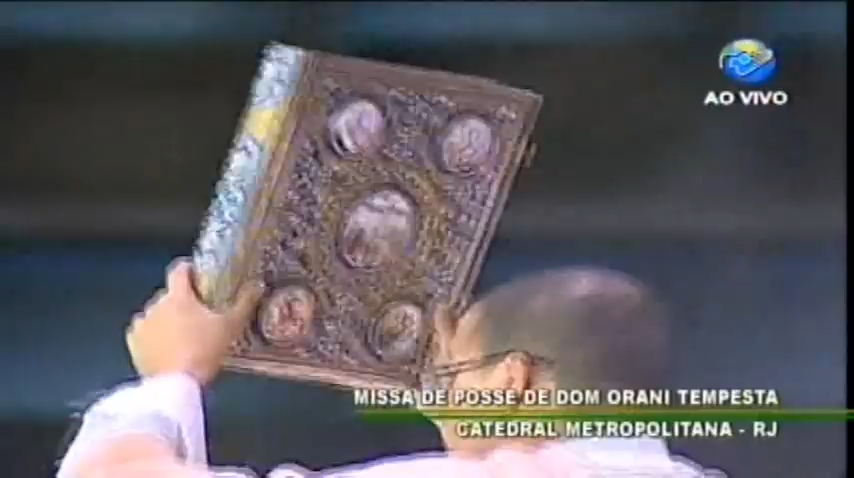 AO VIVO
MISSA DE POSSE DE DOM ORANI TEMPESTA
CATEDRAL METROPOLITANA - RJ